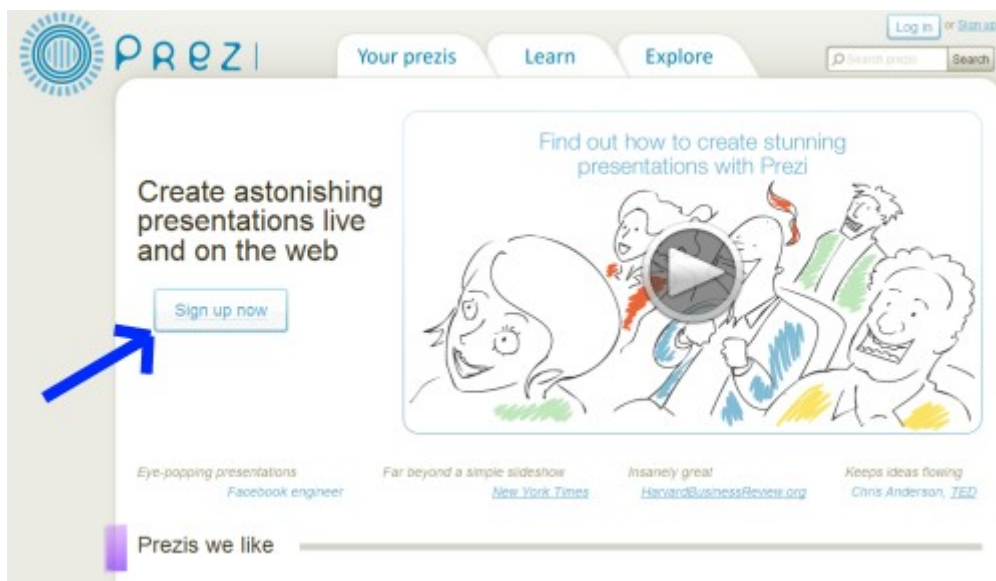 PREZI
Your prezis
Learn
Explore
Log in or Sign up
Search prezis
Search
Find out how to create stunning
presentations with Prezi
Create astonishing
presentations live
and on the web
Sign up now
Eye-popping presentations
Facebook engineer
Far beyond a simple slideshow
New York Times
Insanely great
HarvardBusinessReview.org
Keeps ideas flowing
Chris Anderson, TED
Prezis we like